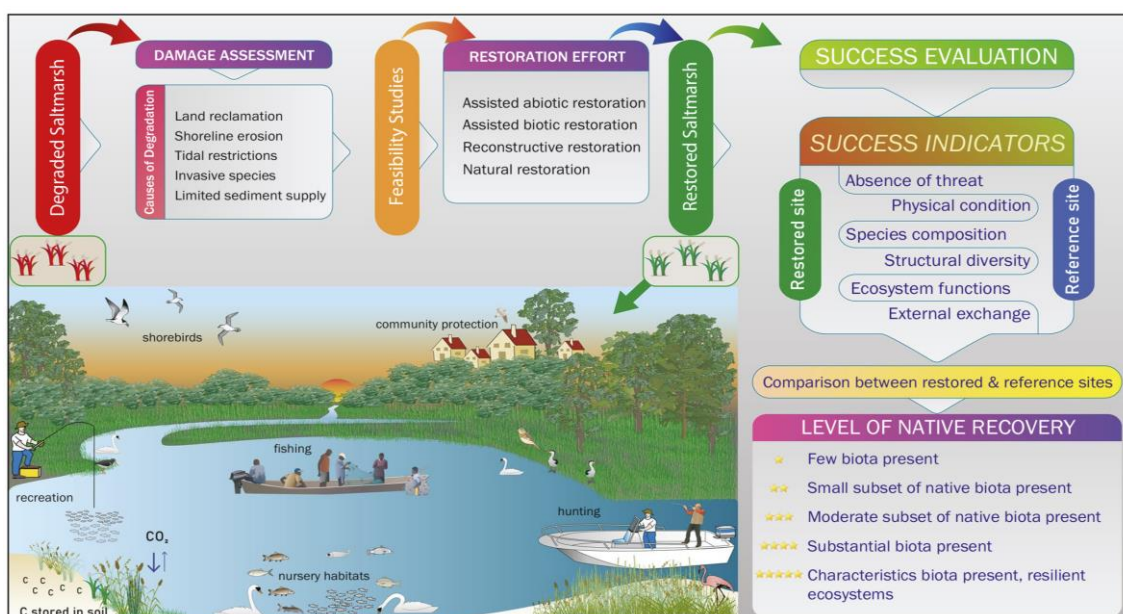 Degraded Saltmarsh
DAMAGE ASSESSMENT
Causes of Degradation
Land reclamation
Shoreline erosion
Tidal restrictions
Invasive species
Limited sediment supply
Feasibility Studies
RESTORATION EFFORT
Assisted abiotic restoration
Assisted biotic restoration
Reconstructive restoration
Natural restoration
Restored Saltmarsh
SUCCESS EVALUATION
SUCCESS INDICATORS
Restored site
Absence of threat
Physical condition
Species composition
Structural diversity
Ecosystem functions
External exchange
Reference site
Comparison between restored & reference sites
LEVEL OF NATIVE RECOVERY
Few biota present
Small subset of native biota present
Moderate subset of native biota present
Substantial biota present
Characteristics biota present, resilient
ecosystems
shorebirds
community protection
fishing
recreation
hunting
CO₂
nursery habitats
C C C
C C C
C stored in soil